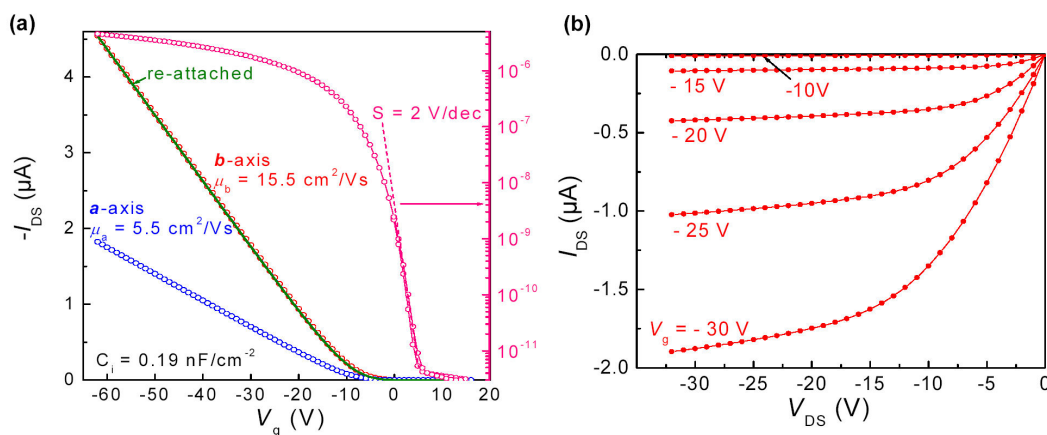 (a)
4
3
2
1
0
-I_DS (μA)
re-attached
S = 2 V/dec
b-axis
μ_b = 15.5 cm²/Vs
a-axis
μ_a = 5.5 cm²/Vs
C_i = 0.19 nF/cm⁻²
10⁻⁶
10⁻⁷
10⁻⁸
10⁻⁹
10⁻¹⁰
10⁻¹¹
-60 -50 -40 -30 -20 -10 0 10 20
V_g (V)
(b)
0.0
-0.5
-1.0
-1.5
-2.0
I_DS (μA)
- 15 V
-10V
- 20 V
- 25 V
V_g = - 30 V
-30 -25 -20 -15 -10 -5 0
V_DS (V)